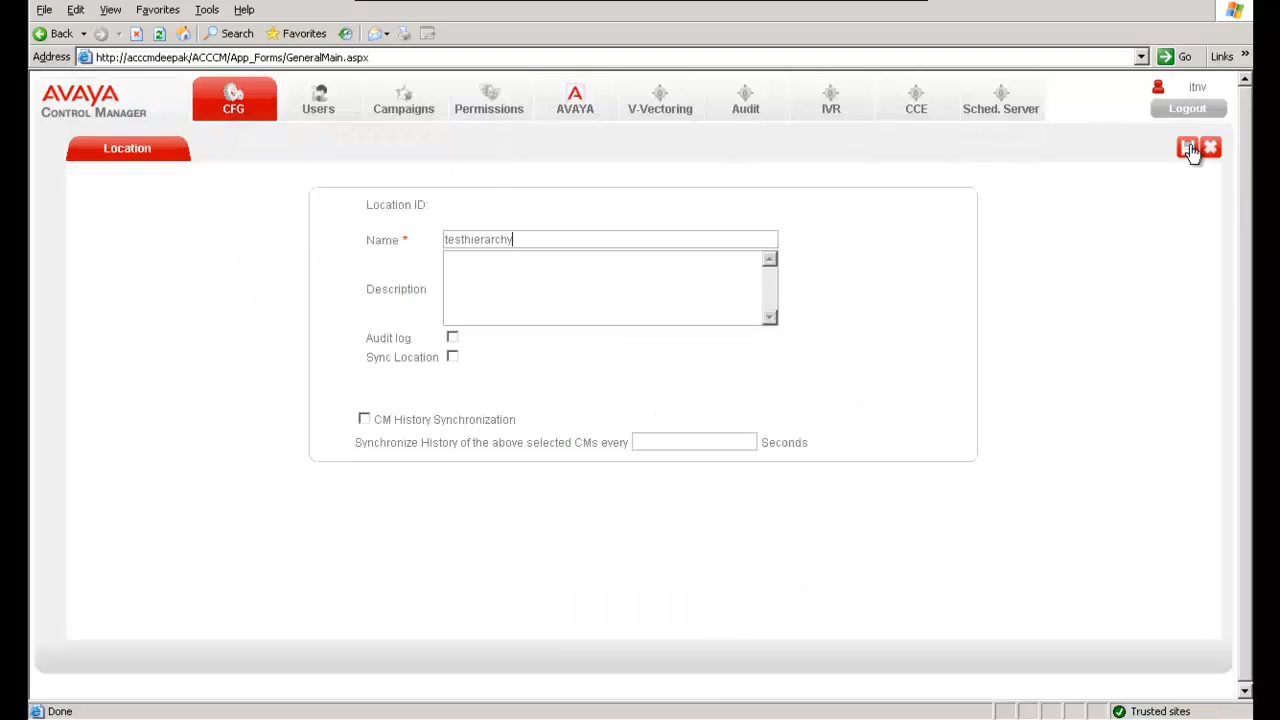 File Edit View Favorites Tools Help
Back Search Favorites
Address http://acccmdeepak/ACCCM/App_Forms/GeneralMain.aspx Go Links »
AVAYA
CONTROL MANAGER
CFG Users Campaigns Permissions AVAYA V-Vectoring Audit IVR CCE Sched. Server
itnv
Logout
Location
Location ID:
Name * testhierarchy
Description
Audit log
Sync Location
CM History Synchronization
Synchronize History of the above selected CMs every Seconds
Done Trusted sites